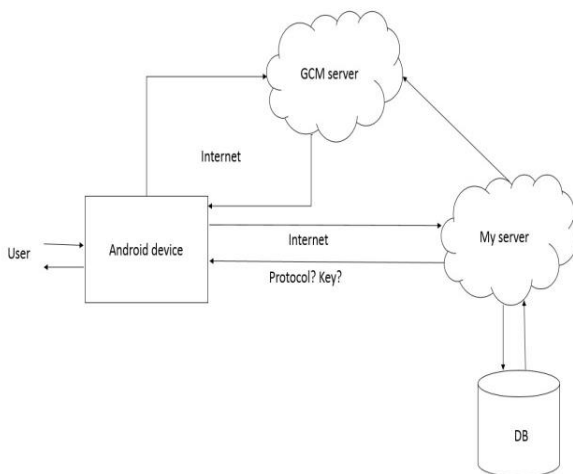 GCM server
Internet
User
Android device
Internet
My server
Protocol? Key?
DB